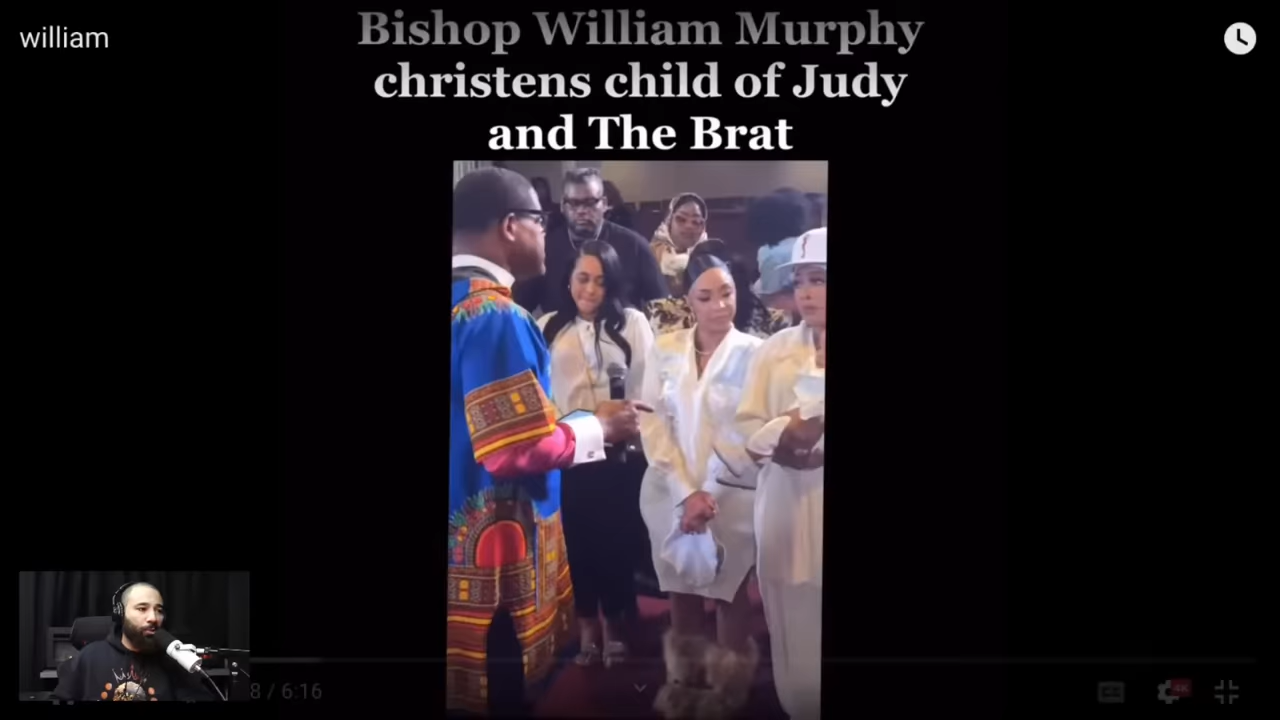 william
Bishop William Murphy
christens child of Judy
and The Brat
8 / 6:16